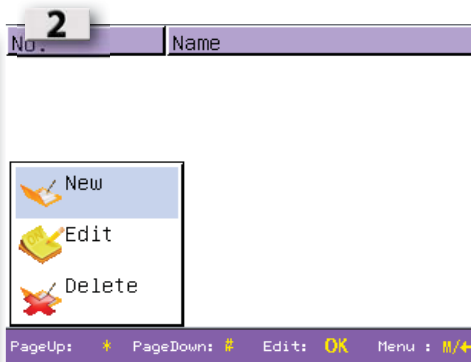 2
No. Name
New
Edit
Delete
PageUp: * PageDown: # Edit: OK Menu : M/←